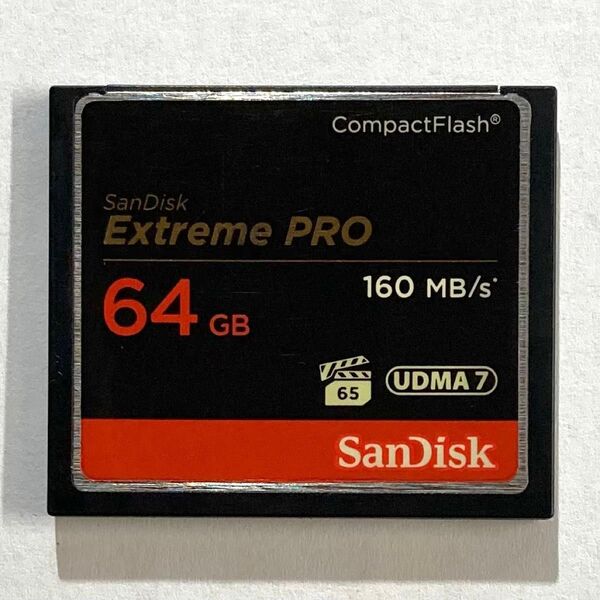 CompactFlash®
SanDisk
Extreme PRO
160 MB/s*
64 GB
65
UDMA 7
SanDisk